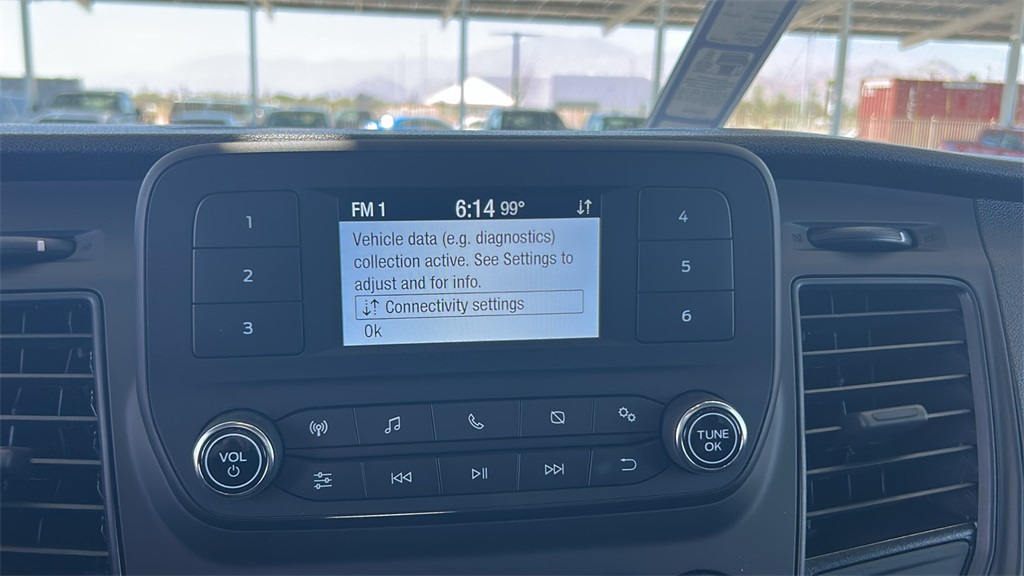 FM 1 6:14 99°
Vehicle data (e.g. diagnostics)
collection active. See Settings to
adjust and for info.
Connectivity settings
Ok
1
2
3
4
5
6
VOL
TUNE
OK